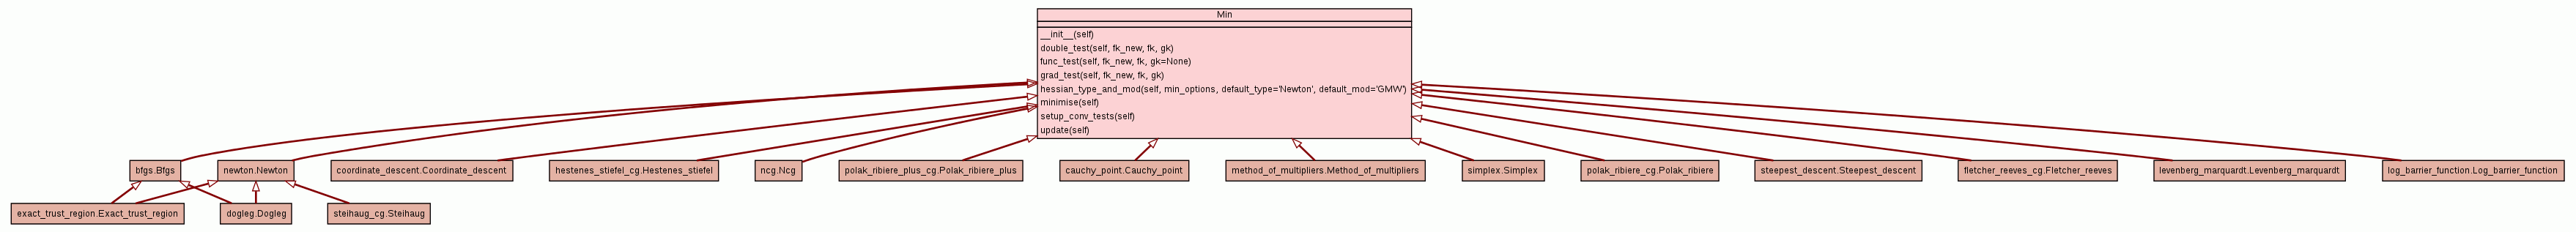 Min
__init__(self)
double_test(self, fk_new, fk, gk)
func_test(self, fk_new, fk, gk=None)
grad_test(self, fk_new, fk, gk)
hessian_type_and_mod(self, min_options, default_type='Newton', default_mod='GMW')
minimise(self)
setup_conv_tests(self)
update(self)
bfgs.Bfgs
newton.Newton
coordinate_descent.Coordinate_descent
hestenes_stiefel_cg.Hestenes_stiefel
ncg.Ncg
polak_ribiere_plus_cg.Polak_ribiere_plus
cauchy_point.Cauchy_point
method_of_multipliers.Method_of_multipliers
simplex.Simplex
polak_ribiere_cg.Polak_ribiere
steepest_descent.Steepest_descent
fletcher_reeves_cg.Fletcher_reeves
levenberg_marquardt.Levenberg_marquardt
log_barrier_function.Log_barrier_function
exact_trust_region.Exact_trust_region
dogleg.Dogleg
steihaug_cg.Steihaug